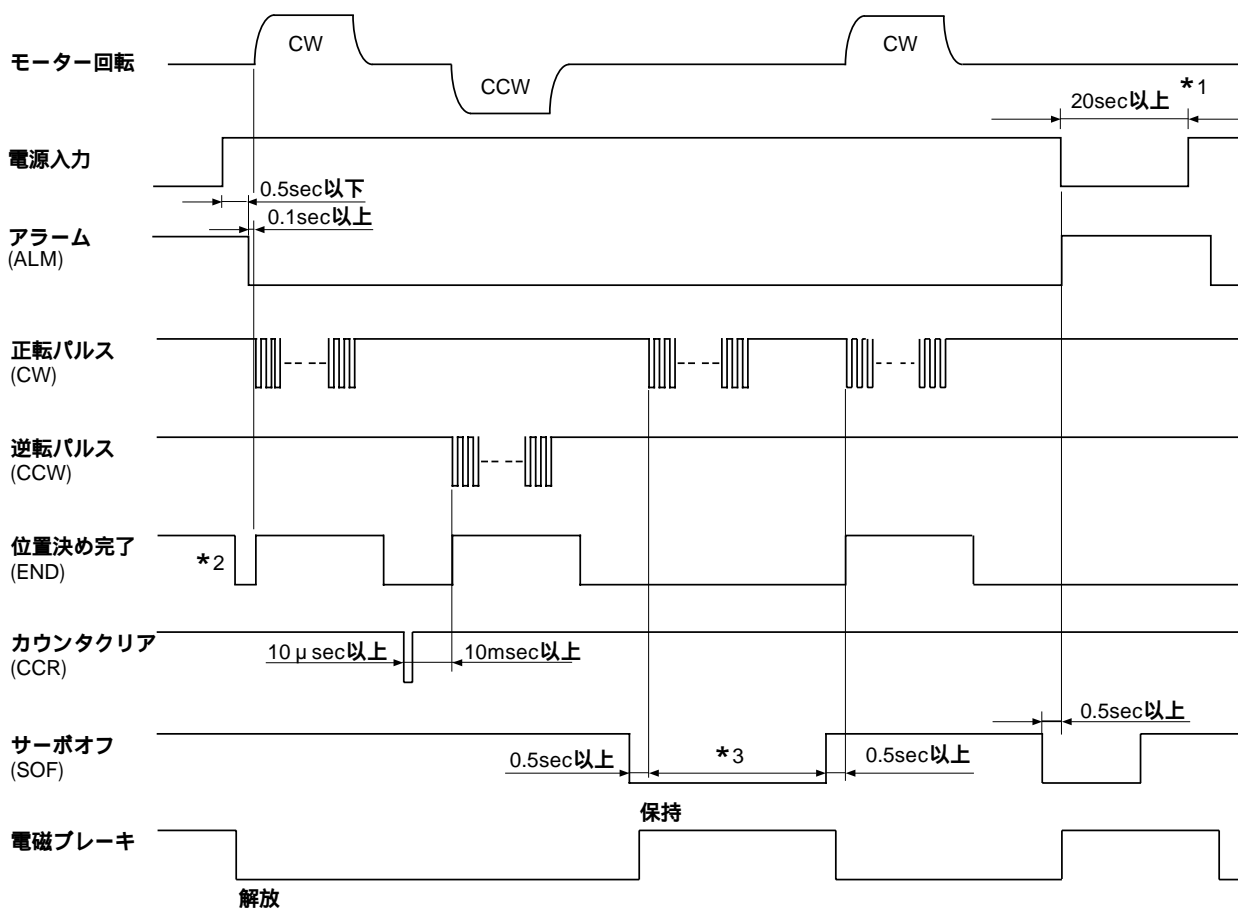 モーター回転
CW
CCW
CW
20sec以上 *1
電源入力
0.5sec以下
0.1sec以上
アラーム
(ALM)
正転パルス
(CW)
逆転パルス
(CCW)
位置決め完了
(END)
*2
カウンタクリア
(CCR)
10μsec以上
10msec以上
サーボオフ
(SOF)
0.5sec以上
*3
0.5sec以上
0.5sec以上
保持
電磁ブレーキ
解放